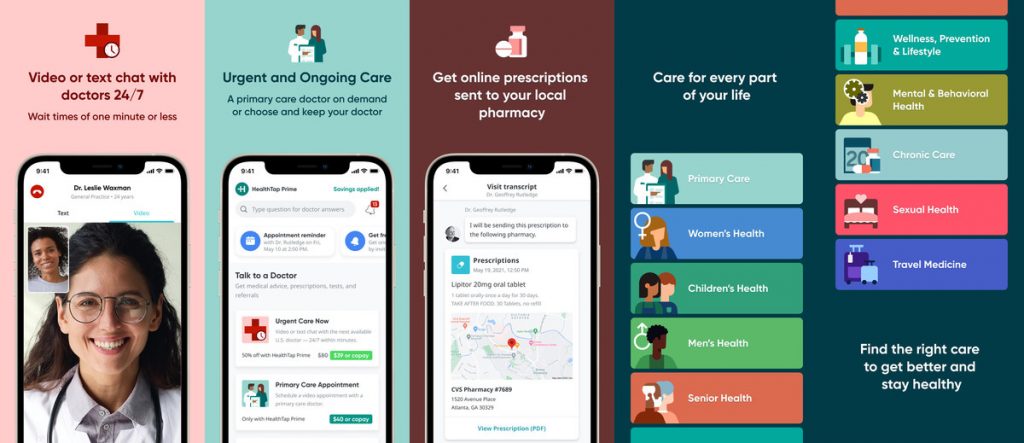 Video or text chat with
doctors 24/7
Wait times of one minute or less
9:41
Dr. Leslie Waxman
General Practice • 24 years
Text
Video
Urgent and Ongoing Care
A primary care doctor on demand
or choose and keep your doctor
9:41
HealthTap Prime
Savings applied!
Type question for doctor answers
Appointment reminder
with Dr. Rutledge on Fri,
May 10 at 2:50 PM.
Talk to a Doctor
Get medical advice, prescriptions, tests, and
referrals
Urgent Care Now
Video or text chat with the next available
U.S. doctor — 24/7 within minutes.
50% off with HealthTap Prime $80 $39 or copay
Primary Care Appointment
Schedule a video appointment with a
primary care doctor.
Only with HealthTap Prime $40 or copay
Get online prescriptions
sent to your local
pharmacy
9:41
Visit transcript
Dr. Geoffrey Rutledge
Dr. Geoffrey Rutledge
I will be sending this prescription to
the following pharmacy.
Prescriptions
May 19, 2021, 12:50 PM
Lipitor 20mg oral tablet
1 tablet orally once a day for 30 days.
TAKE AFTER FOOD, 30 Tablets, no refill
CVS Pharmacy #7689
1520 Avenue Place
Atlanta, GA 30329
View Prescription (PDF)
Care for every part
of your life
Primary Care
Women's Health
Children's Health
Men's Health
Senior Health
Wellness, Prevention
& Lifestyle
Mental & Behavioral
Health
20
Chronic Care
Sexual Health
Travel Medicine
Find the right care
to get better and
stay healthy